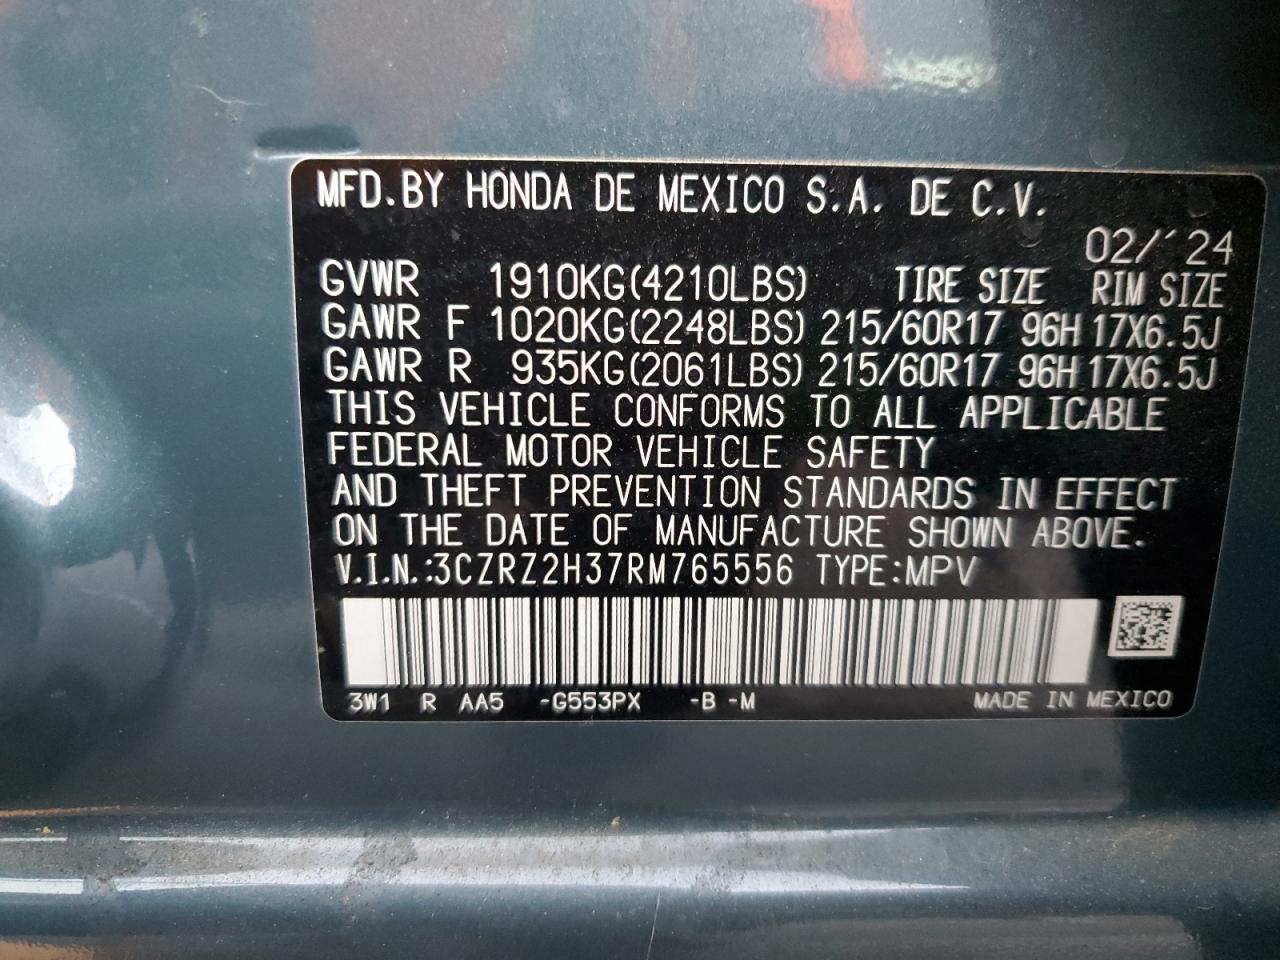 MFD.BY HONDA DE MEXICO S.A. DE C.V.
02/´24
GVWR 1910KG(4210LBS) TIRE SIZE RIM SIZE
GAWR F 1020KG(2248LBS) 215/60R17 96H 17X6.5J
GAWR R 935KG(2061LBS) 215/60R17 96H 17X6.5J
THIS VEHICLE CONFORMS TO ALL APPLICABLE
FEDERAL MOTOR VEHICLE SAFETY
AND THEFT PREVENTION STANDARDS IN EFFECT
ON THE DATE OF MANUFACTURE SHOWN ABOVE.
V.I.N.:3CZRZ2H37RM765556 TYPE:MPV
3W1 R AA5 -G553PX -B -M MADE IN MEXICO